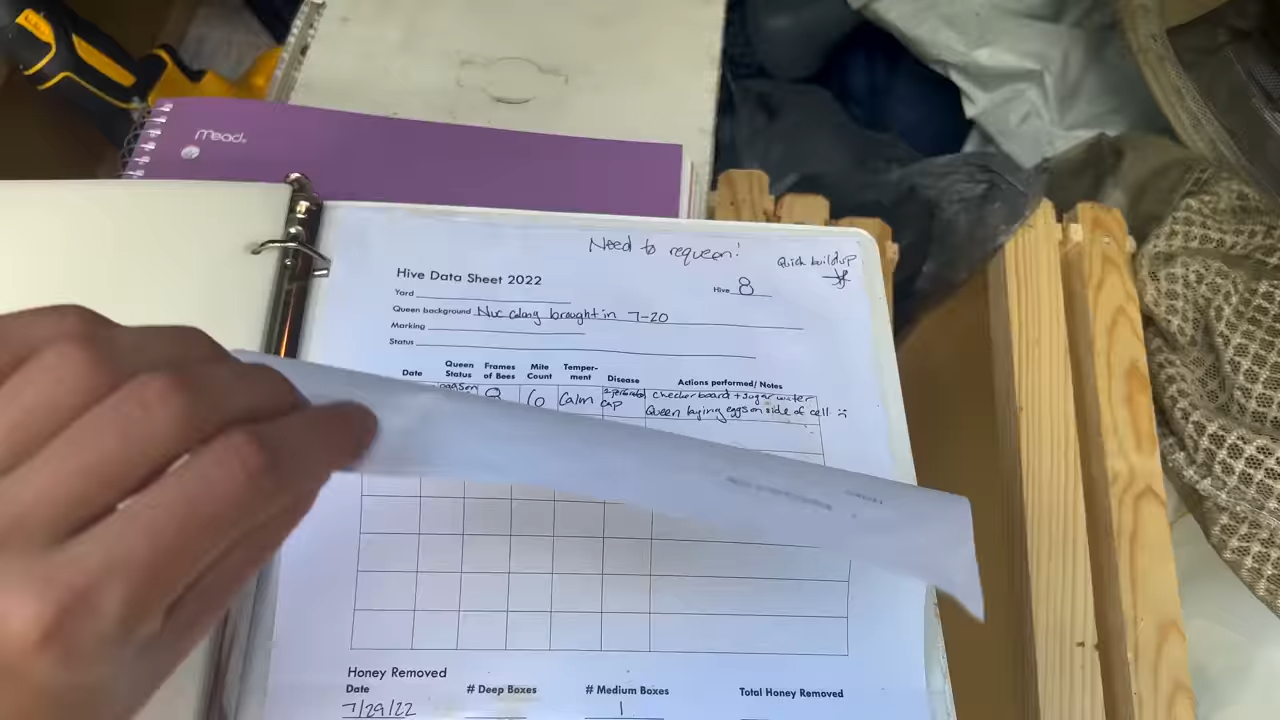 mead
Need to requeen!
Quick buildup
Hive Data Sheet 2022
Hive 8
Yard
Queen background Nuc brought in 7-20
Marking
Status
Date Queen Status Frames of Bees Mite Count Temper-ment Disease Actions performed/ Notes
8 Calm cap checkerboard + sugar water
Queen laying eggs on side of cell :
Honey Removed
Date # Deep Boxes # Medium Boxes Total Honey Removed
7/29/22 1